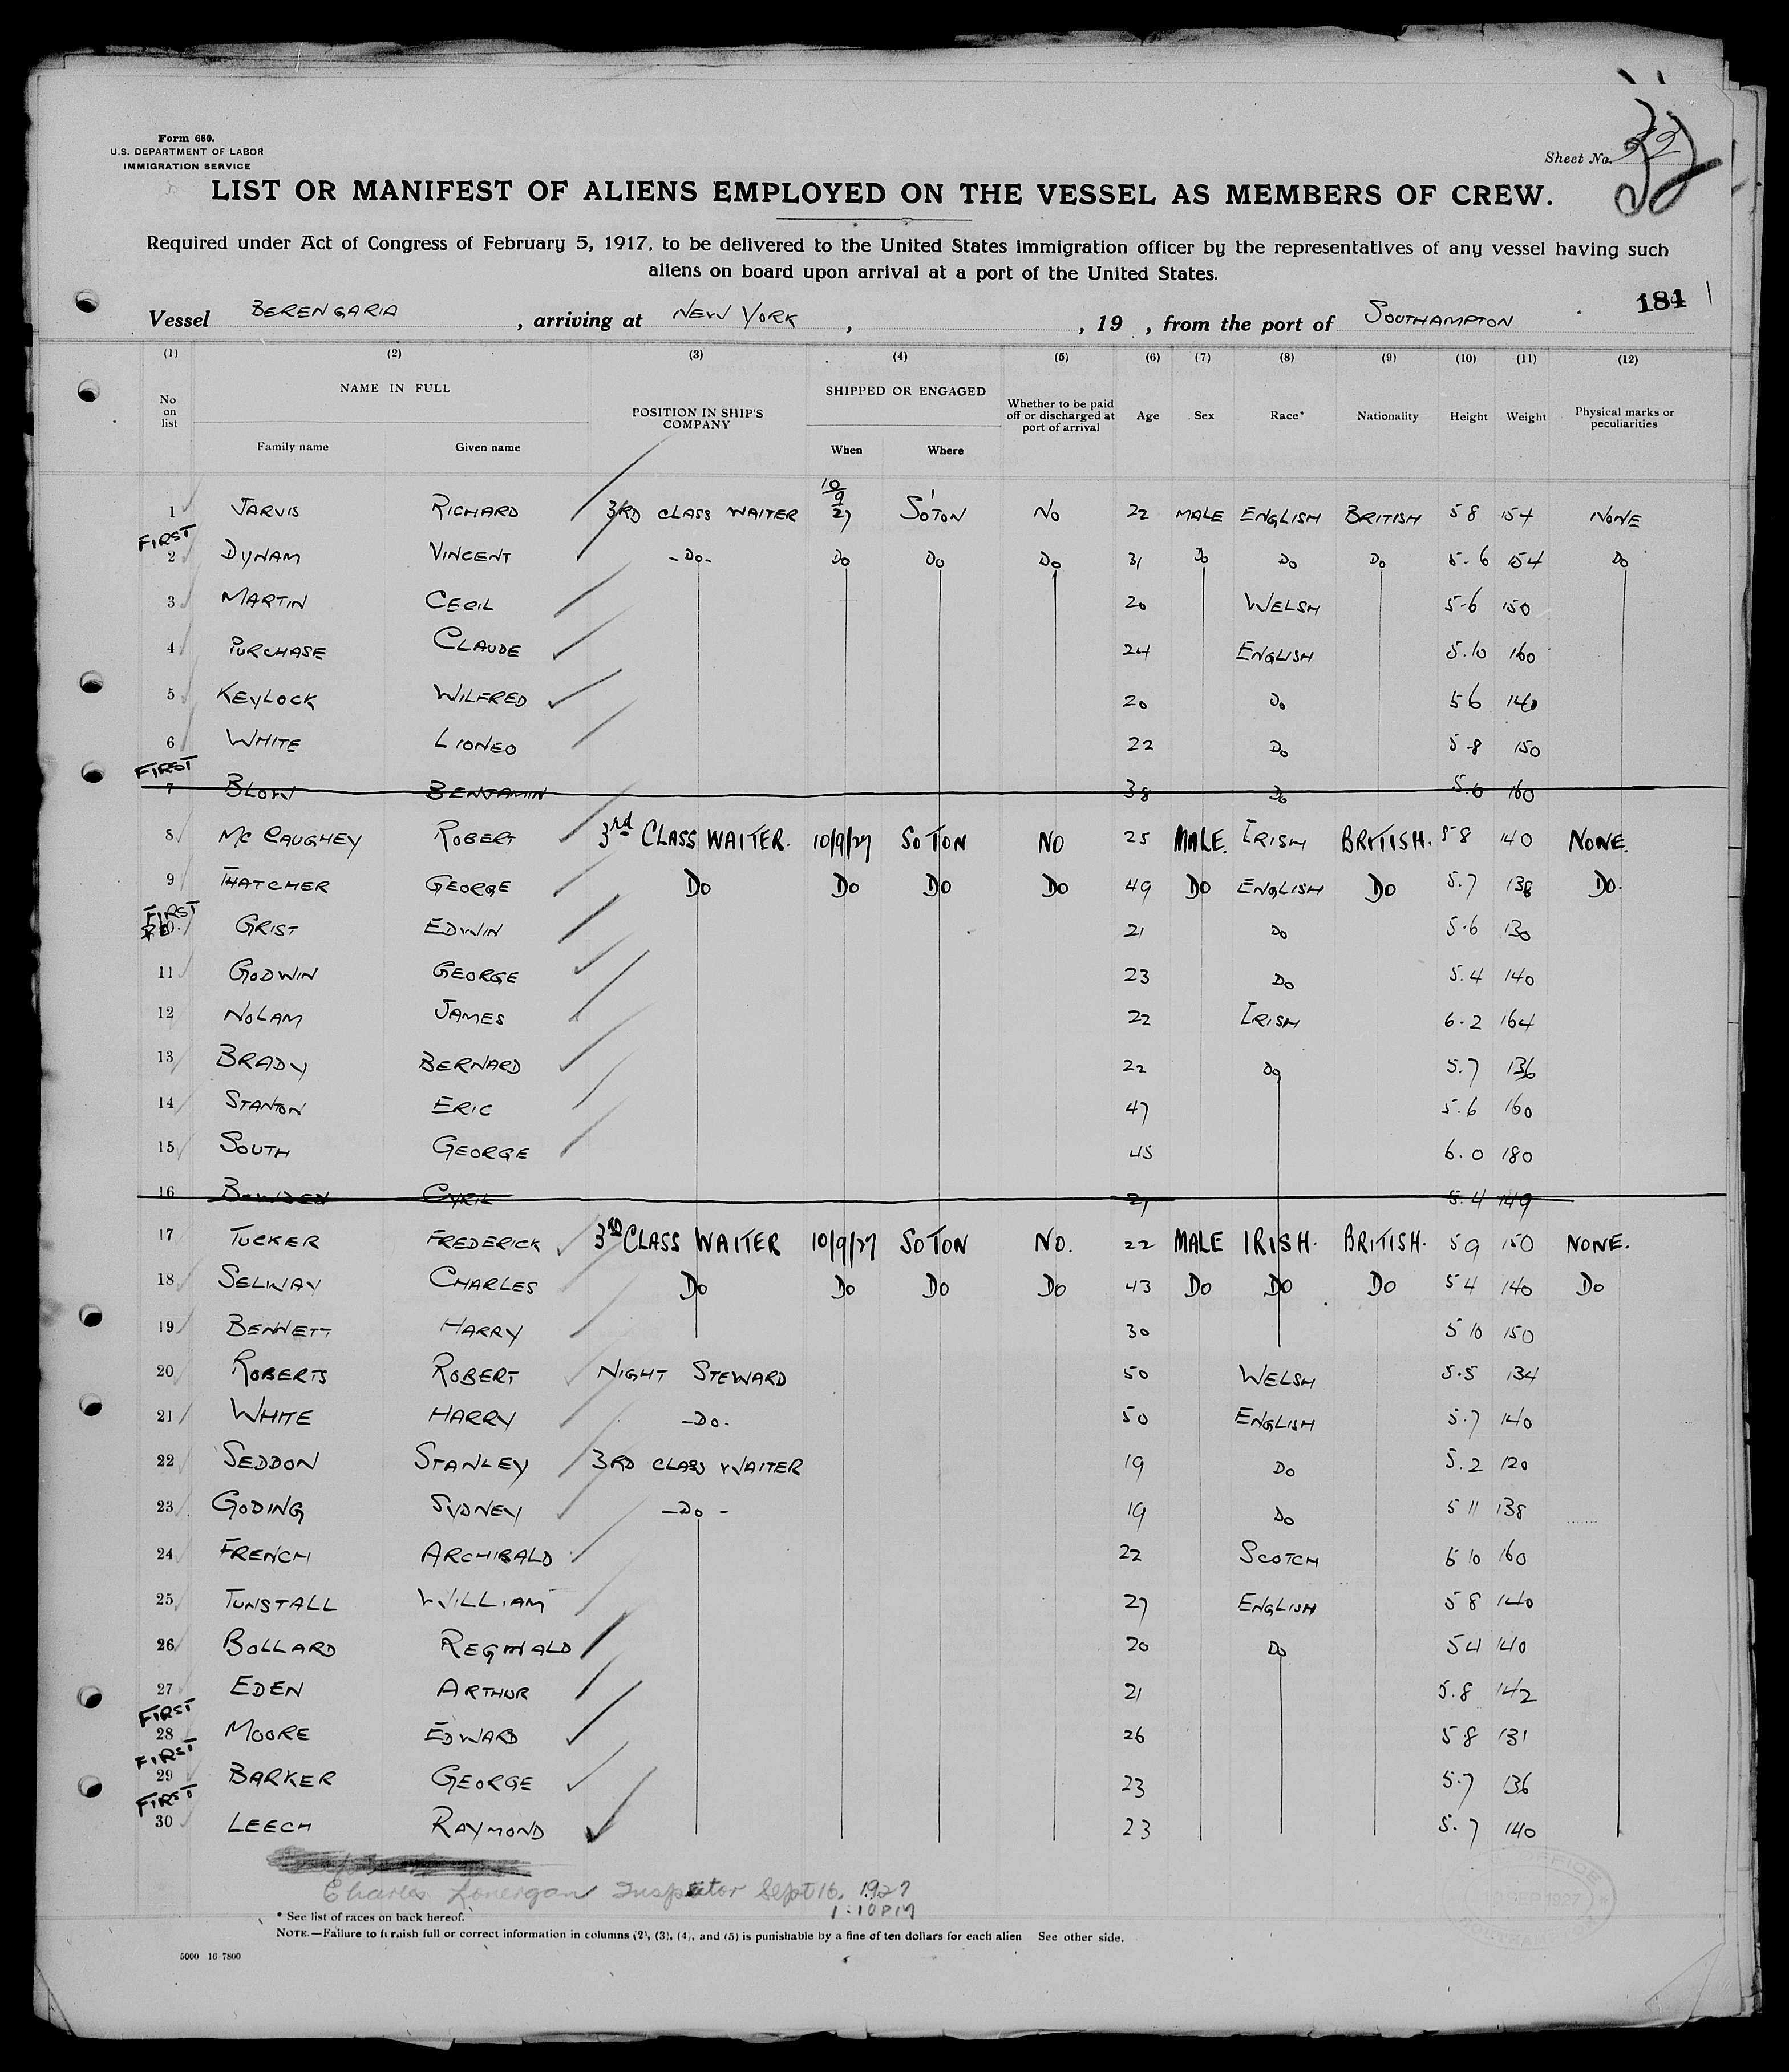 Form 680.
U.S. DEPARTMENT OF LABOR
IMMIGRATION SERVICE
Sheet No. 32
32
LIST OR MANIFEST OF ALIENS EMPLOYED ON THE VESSEL AS MEMBERS OF CREW.
Required under Act of Congress of February 5, 1917, to be delivered to the United States immigration officer by the representatives of any vessel having such
aliens on board upon arrival at a port of the United States.
184
Vessel BERENGARIA, arriving at NEW YORK, , 19 , from the port of SOUTHAMPTON
(1) (2) (3) (4) (5) (6) (7) (8) (9) (10) (11) (12)
No on list NAME IN FULL POSITION IN SHIP'S COMPANY SHIPPED OR ENGAGED Whether to be paid off or discharged at port of arrival Age Sex Race* Nationality Height Weight Physical marks or peculiarities
Family name Given name When Where
1 JARVIS RICHARD 3RD CLASS WAITER 10/9/27 So'TON NO 22 MALE ENGLISH BRITISH 5 8 154 NONE
FIRST
2 DYNAM VINCENT -Do- Do Do Do 31 Do Do Do 5-6 154 Do
3 MARTIN CECIL 20 WELSH 5-6 150
4 PURCHASE CLAUDE 24 ENGLISH 5.10 160
5 KEYLOCK WILFRED 20 Do 5 6 140
6 WHITE LIONEO 22 Do 5-8 150
FIRST
7 BLOW BENJAMIN 38 Do 5.6 160
8 McCAUGHEY ROBERT 3rd CLASS WAITER. 10/9/27 SoTON NO 25 MALE. IRISH BRITISH. 5 8 140 NONE.
9 THATCHER GEORGE Do Do Do Do 49 Do ENGLISH Do 5.7 138 Do.
FIRST
10. GRIST EDWIN 21 Do 5.6 130
11 GODWIN GEORGE 23 Do 5.4 140
12 NOLAM JAMES 22 IRISH 6.2 164
13 BRADY BERNARD 22 Do 5.7 136
14 STANTON ERIC 47 5.6 160
15 SOUTH GEORGE 45 6.0 180
16 BOWDEN CYRIL 21 5.4 149
17 TUCKER FREDERICK 3RD CLASS WAITER 10/9/27 SoTON NO. 22 MALE IRISH. BRITISH. 5 9 150 NONE.
18 SELWAY CHARLES Do Do Do Do 43 Do Do Do 5 4 140 Do
19 BENNETT HARRY 30 5 10 150
20 ROBERTS ROBERT NIGHT STEWARD 50 WELSH 5.5 134
21 WHITE HARRY -Do. 50 ENGLISH 5.7 140
22 SEDDON STANLEY 3RD CLASS WAITER 19 Do 5.2 120
23 GODING SYDNEY -Do- 19 Do 5 11 138
24 FRENCH ARCHIBALD 22 SCOTCH 5 10 160
25 TUNSTALL WILLIAM 27 ENGLISH 5 8 140
26 BOLLARD REGINALD 20 Do 5 4 140
27 EDEN ARTHUR 21 5.8 142
FIRST
28 MOORE EDWARD 26 5 8 131
FIRST
29 BARKER GEORGE 23 5.7 136
FIRST
30 LEECH RAYMOND 23 5.7 140
Charles Lonergan Inspector Sept 16, 1927
1:10 PM
* See list of races on back hereof.
NOTE.—Failure to furnish full or correct information in columns (2), (3), (4), and (5) is punishable by a fine of ten dollars for each alien See other side.
5000 16 7800